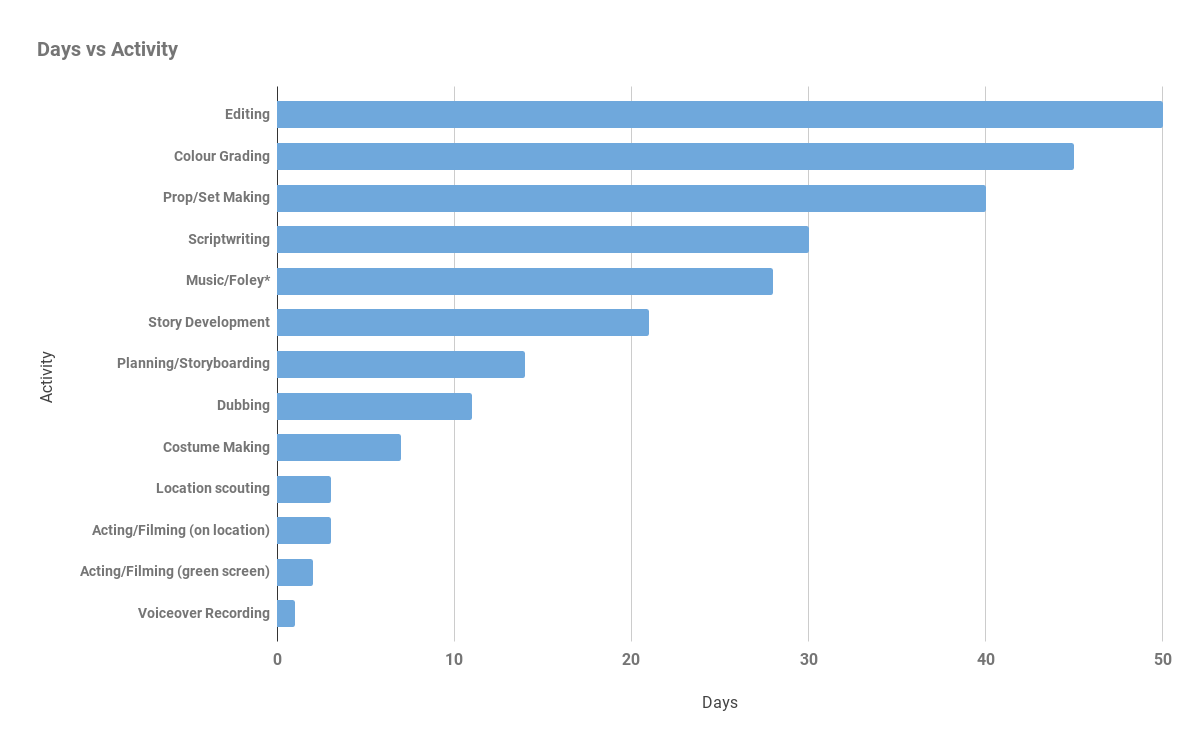 Days vs Activity
Editing
Colour Grading
Prop/Set Making
Scriptwriting
Music/Foley*
Story Development
Planning/Storyboarding
Dubbing
Costume Making
Location scouting
Acting/Filming (on location)
Acting/Filming (green screen)
Voiceover Recording
Activity
0 10 20 30 40 50
Days